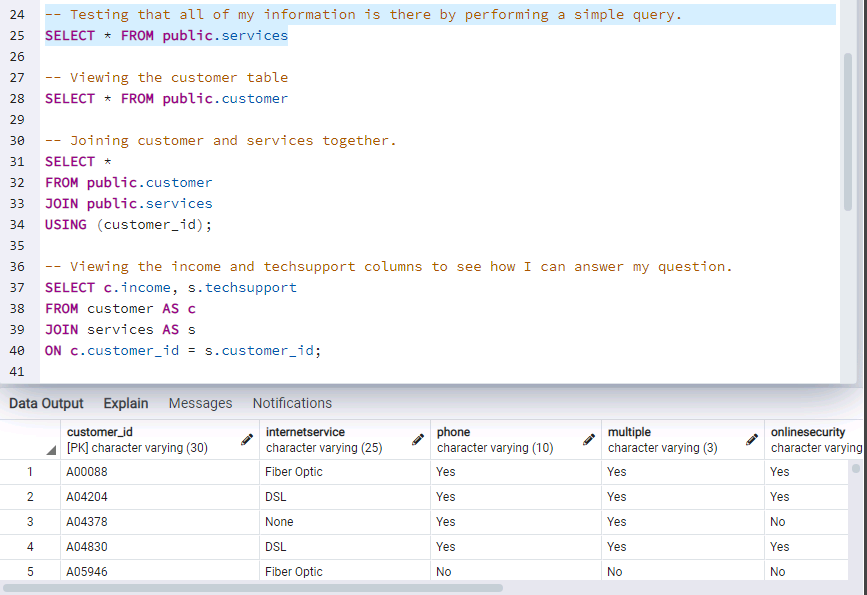 24 -- Testing that all of my information is there by performing a simple query.
25 SELECT * FROM public.services
26
27 -- Viewing the customer table
28 SELECT * FROM public.customer
29
30 -- Joining customer and services together.
31 SELECT *
32 FROM public.customer
33 JOIN public.services
34 USING (customer_id);
35
36 -- Viewing the income and techsupport columns to see how I can answer my question.
37 SELECT c.income, s.techsupport
38 FROM customer AS c
39 JOIN services AS s
40 ON c.customer_id = s.customer_id;
41
Data Output Explain Messages Notifications
customer_id internetservice phone multiple onlinesecurity
[PK] character varying (30) character varying (25) character varying (10) character varying (3) character varying
1 A00088 Fiber Optic Yes Yes Yes
2 A04204 DSL Yes Yes Yes
3 A04378 None Yes Yes No
4 A04830 DSL Yes Yes Yes
5 A05946 Fiber Optic No No No